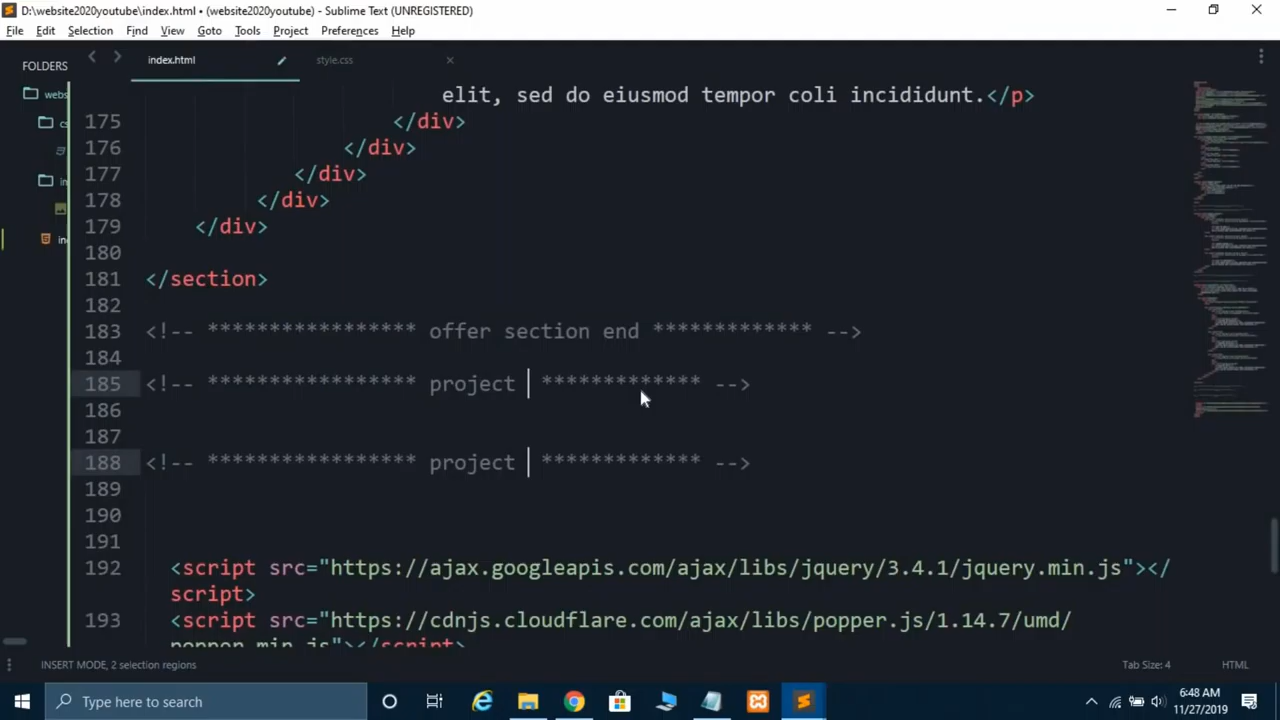 D:\website2020youtube\index.html • (website2020youtube) - Sublime Text (UNREGISTERED)
File Edit Selection Find View Goto Tools Project Preferences Help
FOLDERS
index.html
style.css
webs
elit, sed do eiusmod tempor coli incididunt.</p>
175 </div>
176 </div>
177 </div>
178 </div>
179 </div>
180
181 </section>
182
183 <!-- ***************** offer section end ************* -->
184
185 <!-- ***************** project ************* -->
186
187
188 <!-- ***************** project ************* -->
189
190
191
192 <script src="https://ajax.googleapis.com/ajax/libs/jquery/3.4.1/jquery.min.js"></
script>
193 <script src="https://cdnjs.cloudflare.com/ajax/libs/popper.js/1.14.7/umd/
popper.min.js"></script>
INSERT MODE, 2 selection regions
Tab Size: 4
HTML
Type here to search
6:48 AM
11/27/2019